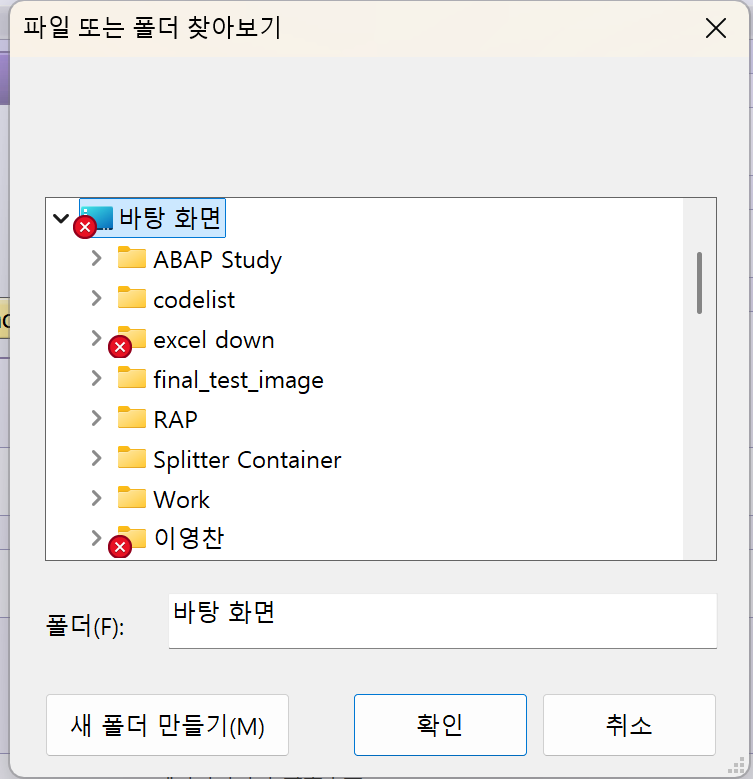 파일 또는 폴더 찾아보기
바탕 화면
ABAP Study
codelist
excel down
final_test_image
RAP
Splitter Container
Work
이영찬
폴더(F):
바탕 화면
새 폴더 만들기(M)
확인
취소